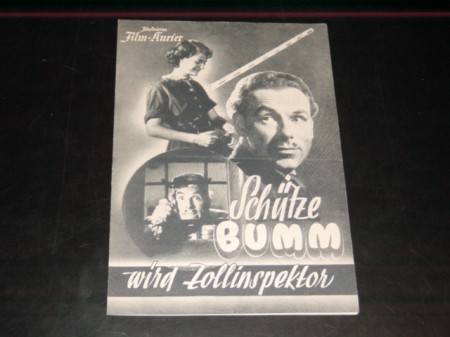 Illustrierter
Film-Kurier
Schütze
BUMM
wird Zollinspektor